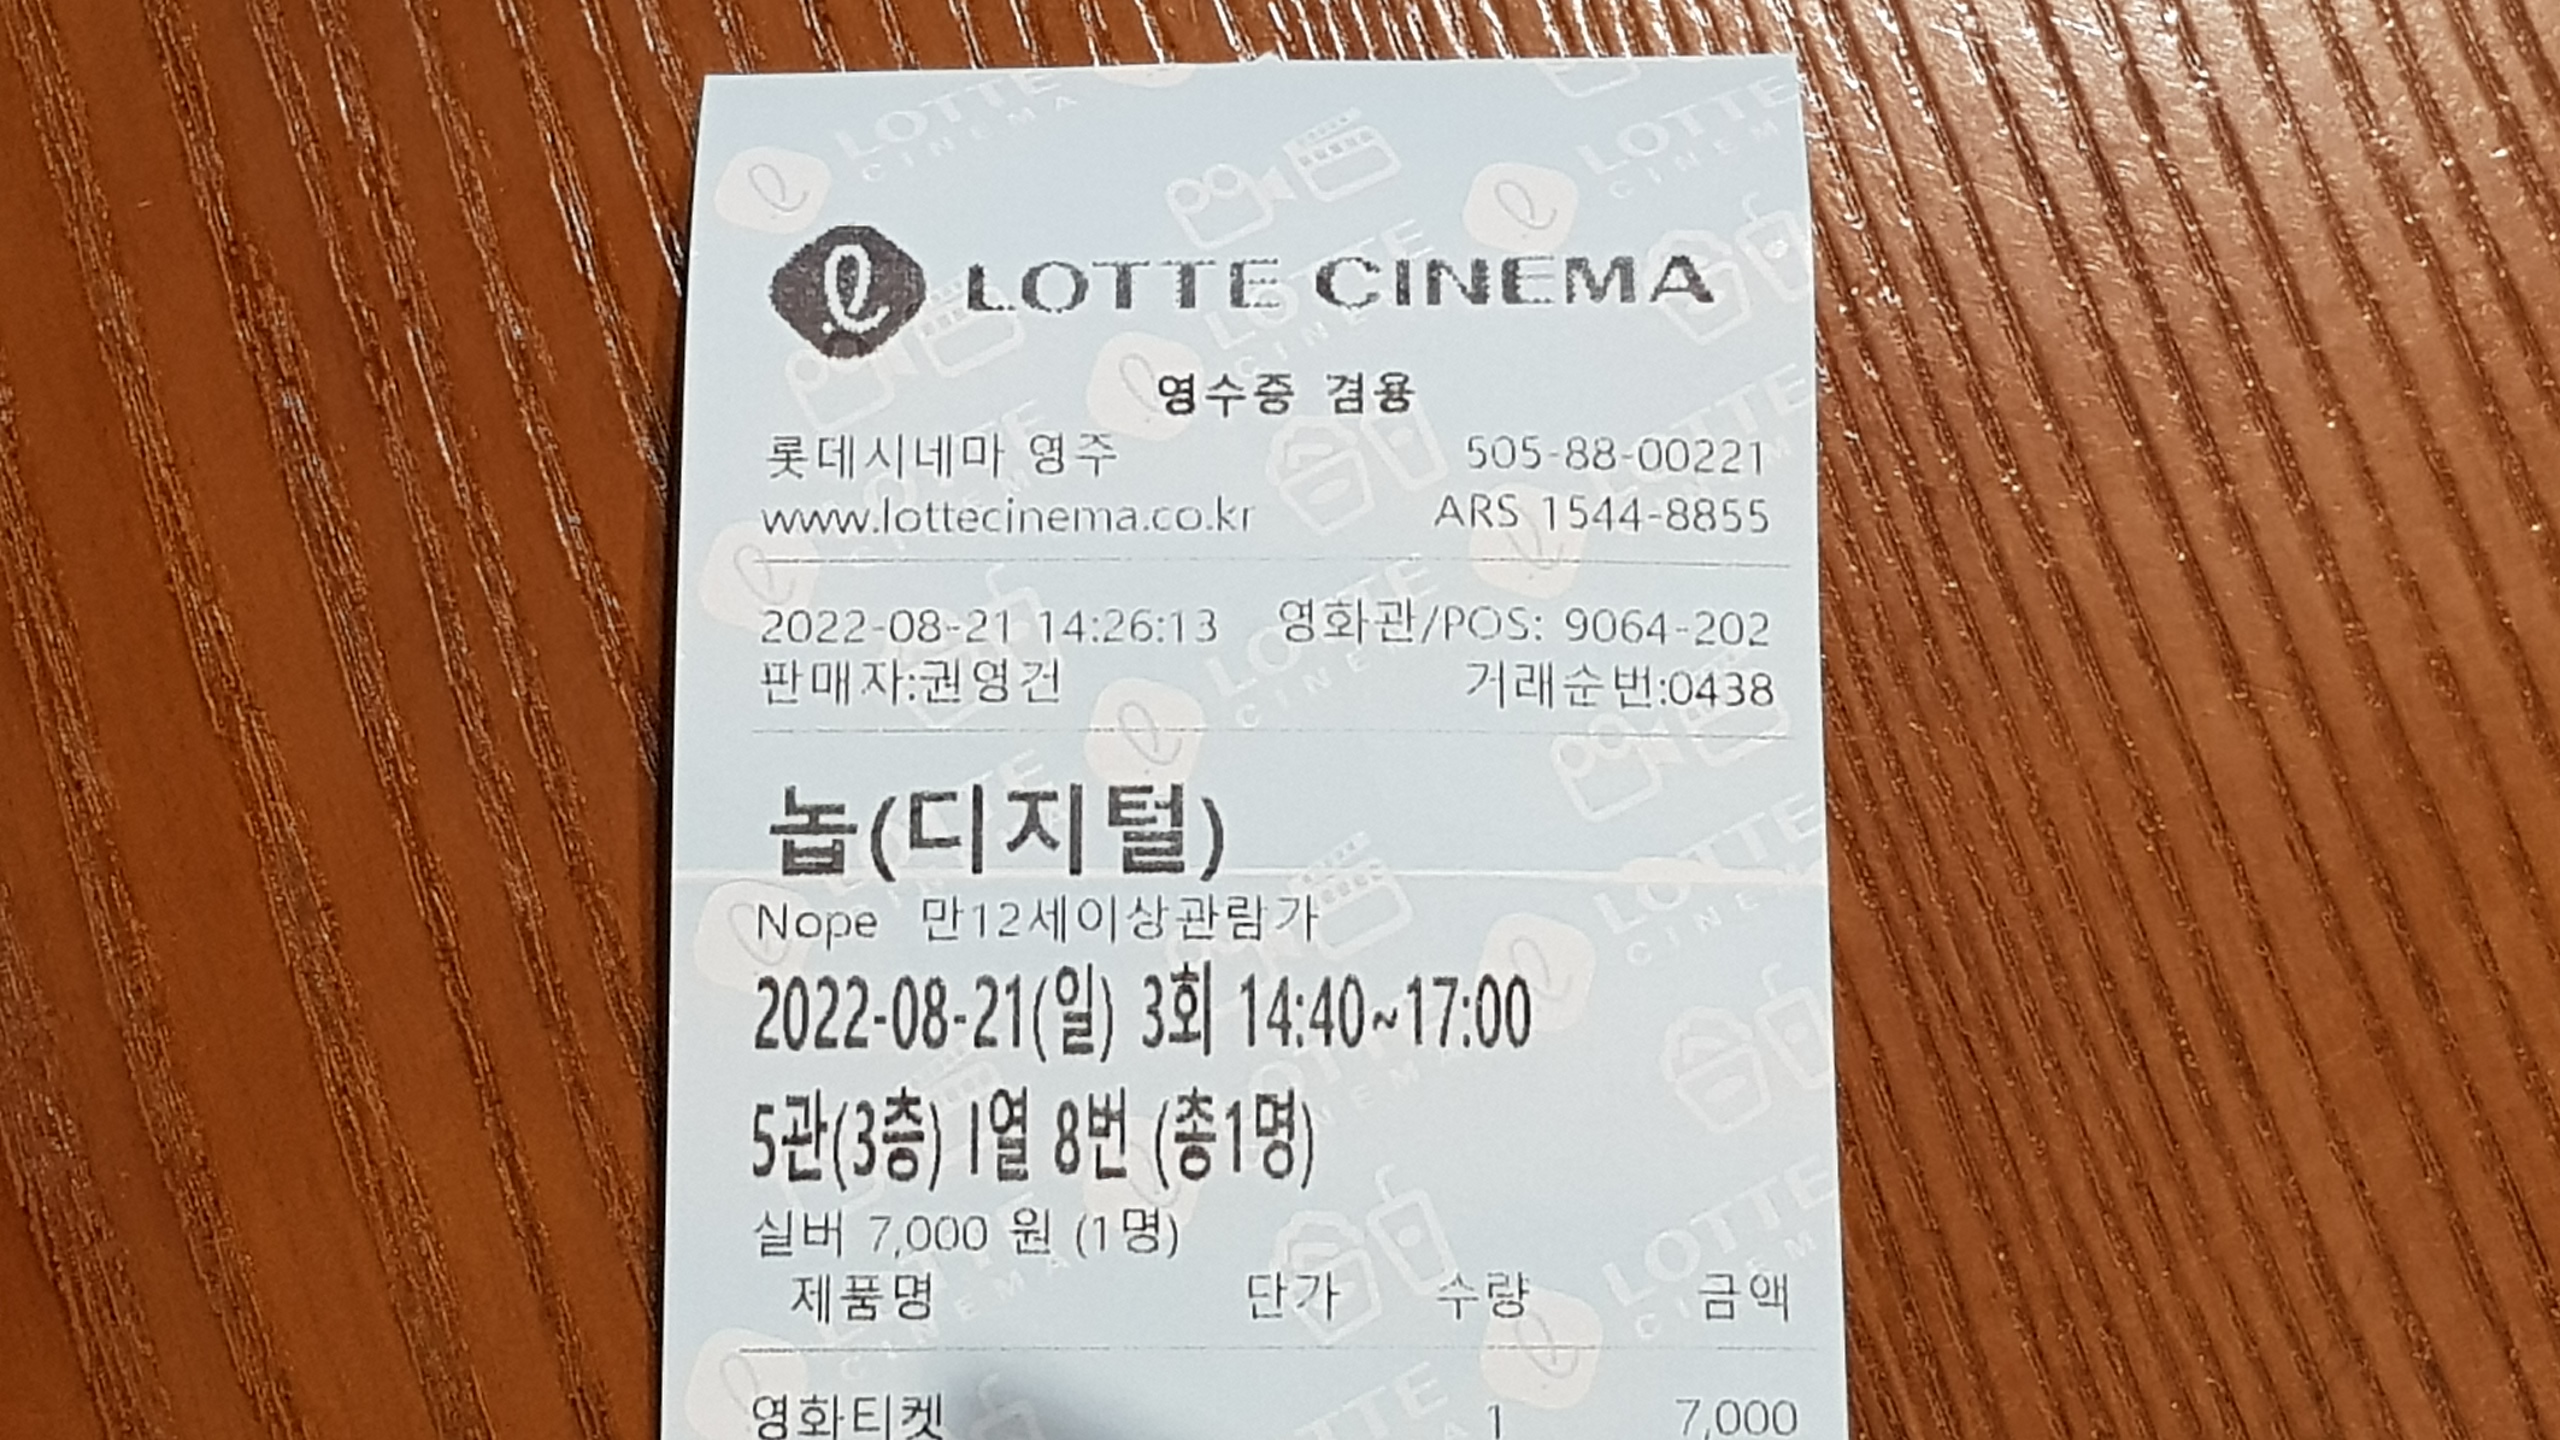 LOTTE CINEMA
영수증 겸용
롯데시네마 영주 505-88-00221
www.lottecinema.co.kr ARS 1544-8855
2022-08-21 14:26:13 영화관/POS: 9064-202
판매자:권영건 거래순번:0438
놉(디지털)
Nope 만12세이상관람가
2022-08-21(일) 3회 14:40~17:00
5관(3층) I열 8번 (총1명)
실버 7,000 원 (1명)
제품명 단가 수량 금액
영화티켓 1 7,000